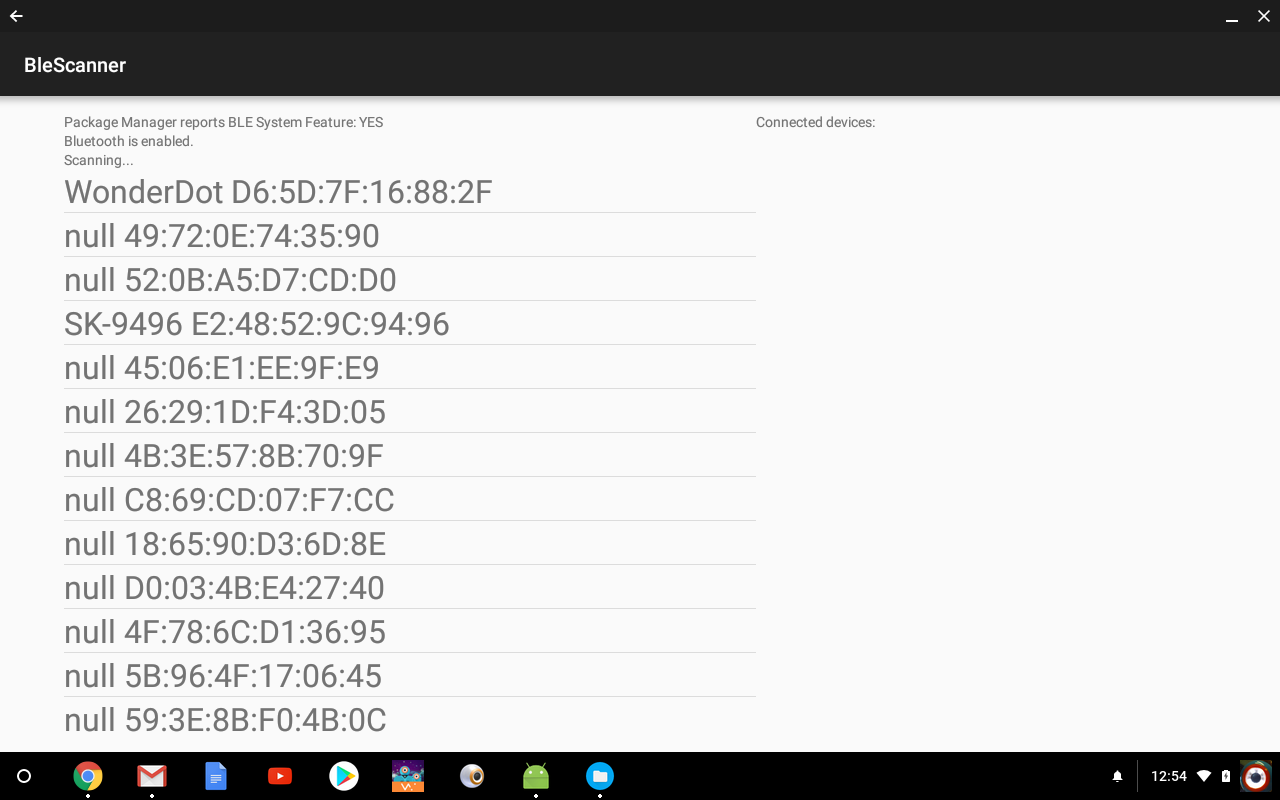 BleScanner
Package Manager reports BLE System Feature: YES
Bluetooth is enabled.
Scanning...
WonderDot D6:5D:7F:16:88:2F
null 49:72:0E:74:35:90
null 52:0B:A5:D7:CD:D0
SK-9496 E2:48:52:9C:94:96
null 45:06:E1:EE:9F:E9
null 26:29:1D:F4:3D:05
null 4B:3E:57:8B:70:9F
null C8:69:CD:07:F7:CC
null 18:65:90:D3:6D:8E
null D0:03:4B:E4:27:40
null 4F:78:6C:D1:36:95
null 5B:96:4F:17:06:45
null 59:3E:8B:F0:4B:0C
Connected devices:
12:54